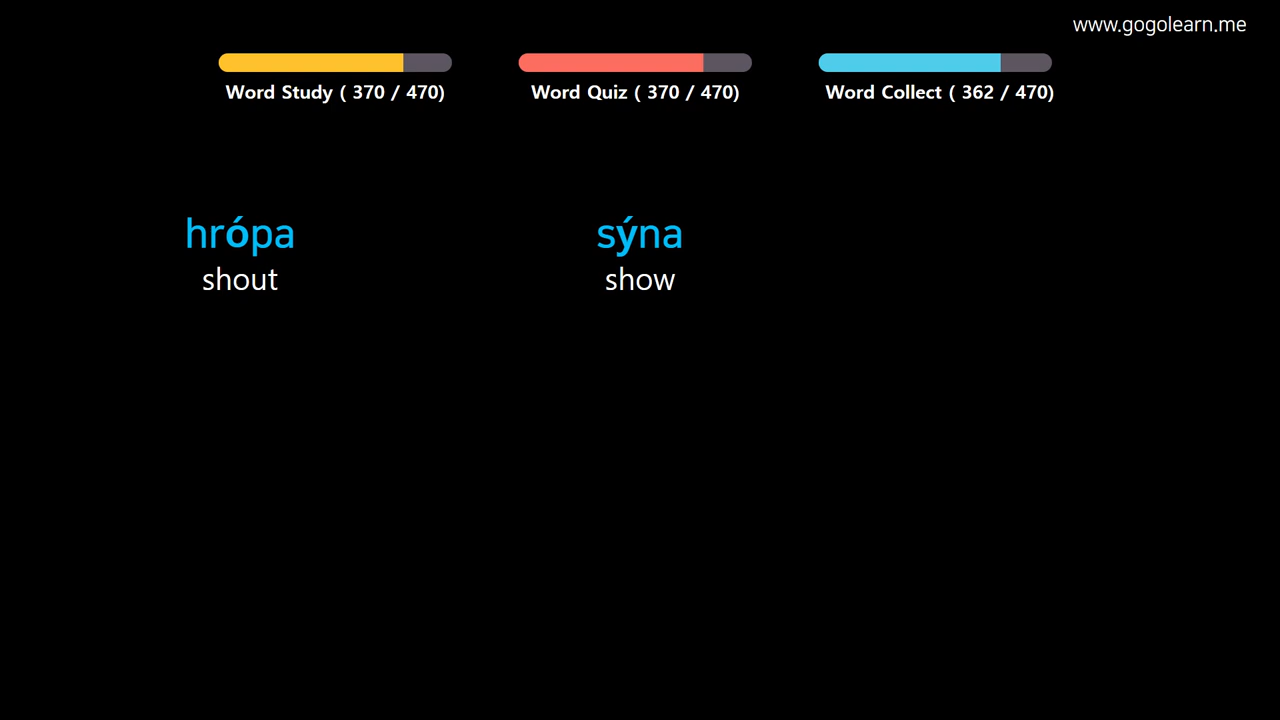 www.gogolearn.me
Word Study ( 370 / 470)
Word Quiz ( 370 / 470)
Word Collect ( 362 / 470)
hrópa
shout
sýna
show